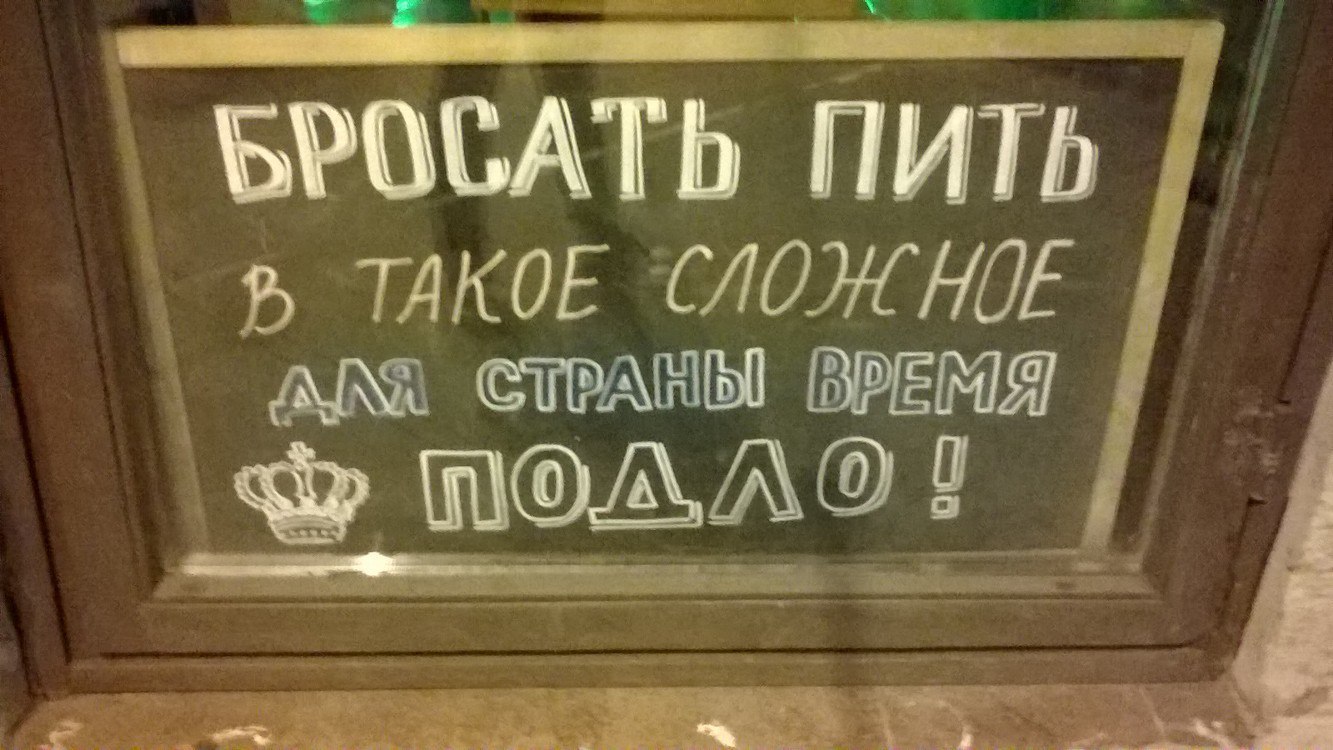 БРОСАТЬ ПИТЬ
В ТАКОЕ СЛОЖНОЕ
ДЛЯ СТРАНЫ ВРЕМЯ
ПОДЛО!